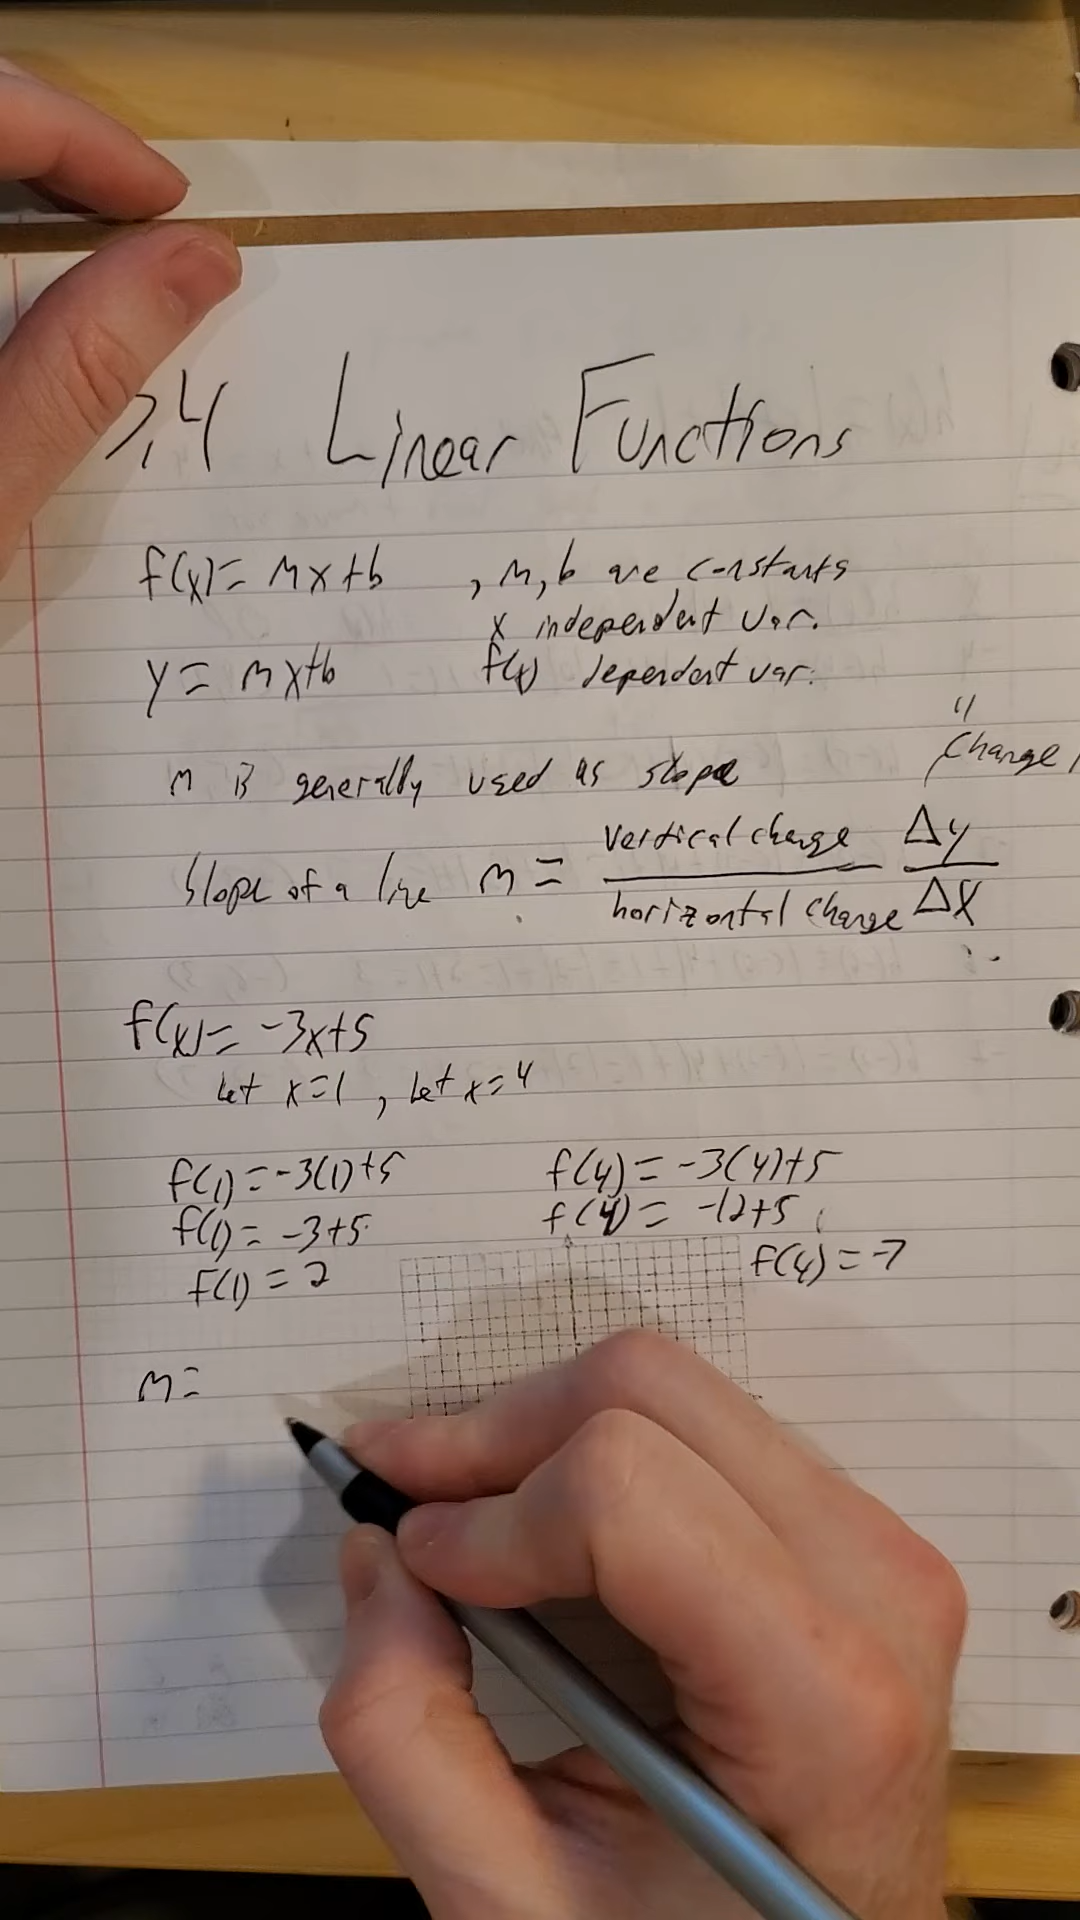 .4 Linear Functions
f(x) = mx+b , m, b are constants
x independent var.
y = mx+b f(x) dependent var.
"
Change
m is generally used as slope
Slope of a line m = vertical change / horizontal change Δy / Δx
f(x) = -3x+5
Let x=1, Let x=4
f(1) = -3(1)+5 f(4) = -3(4)+5
f(1) = -3+5 f(4) = -12+5
f(1) = 2 f(4) = -7
m =